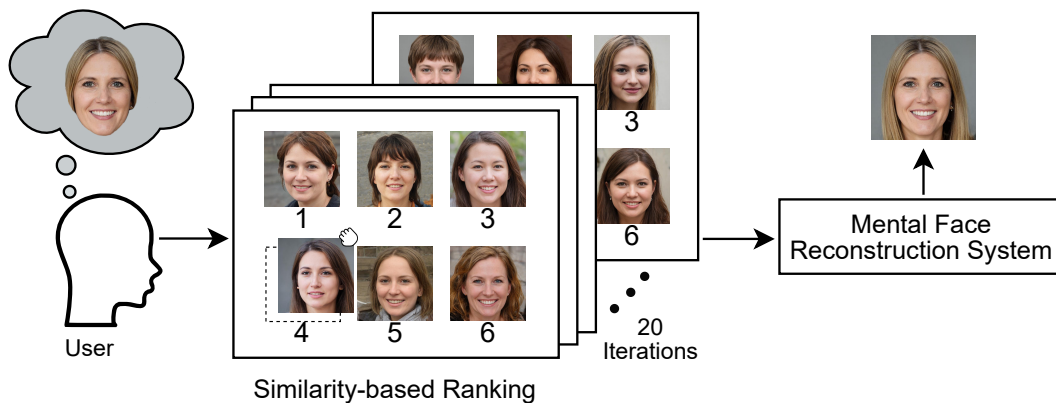 3
6
1
2
3
4
5
6
User
Similarity-based Ranking
20
Iterations
Mental Face
Reconstruction System